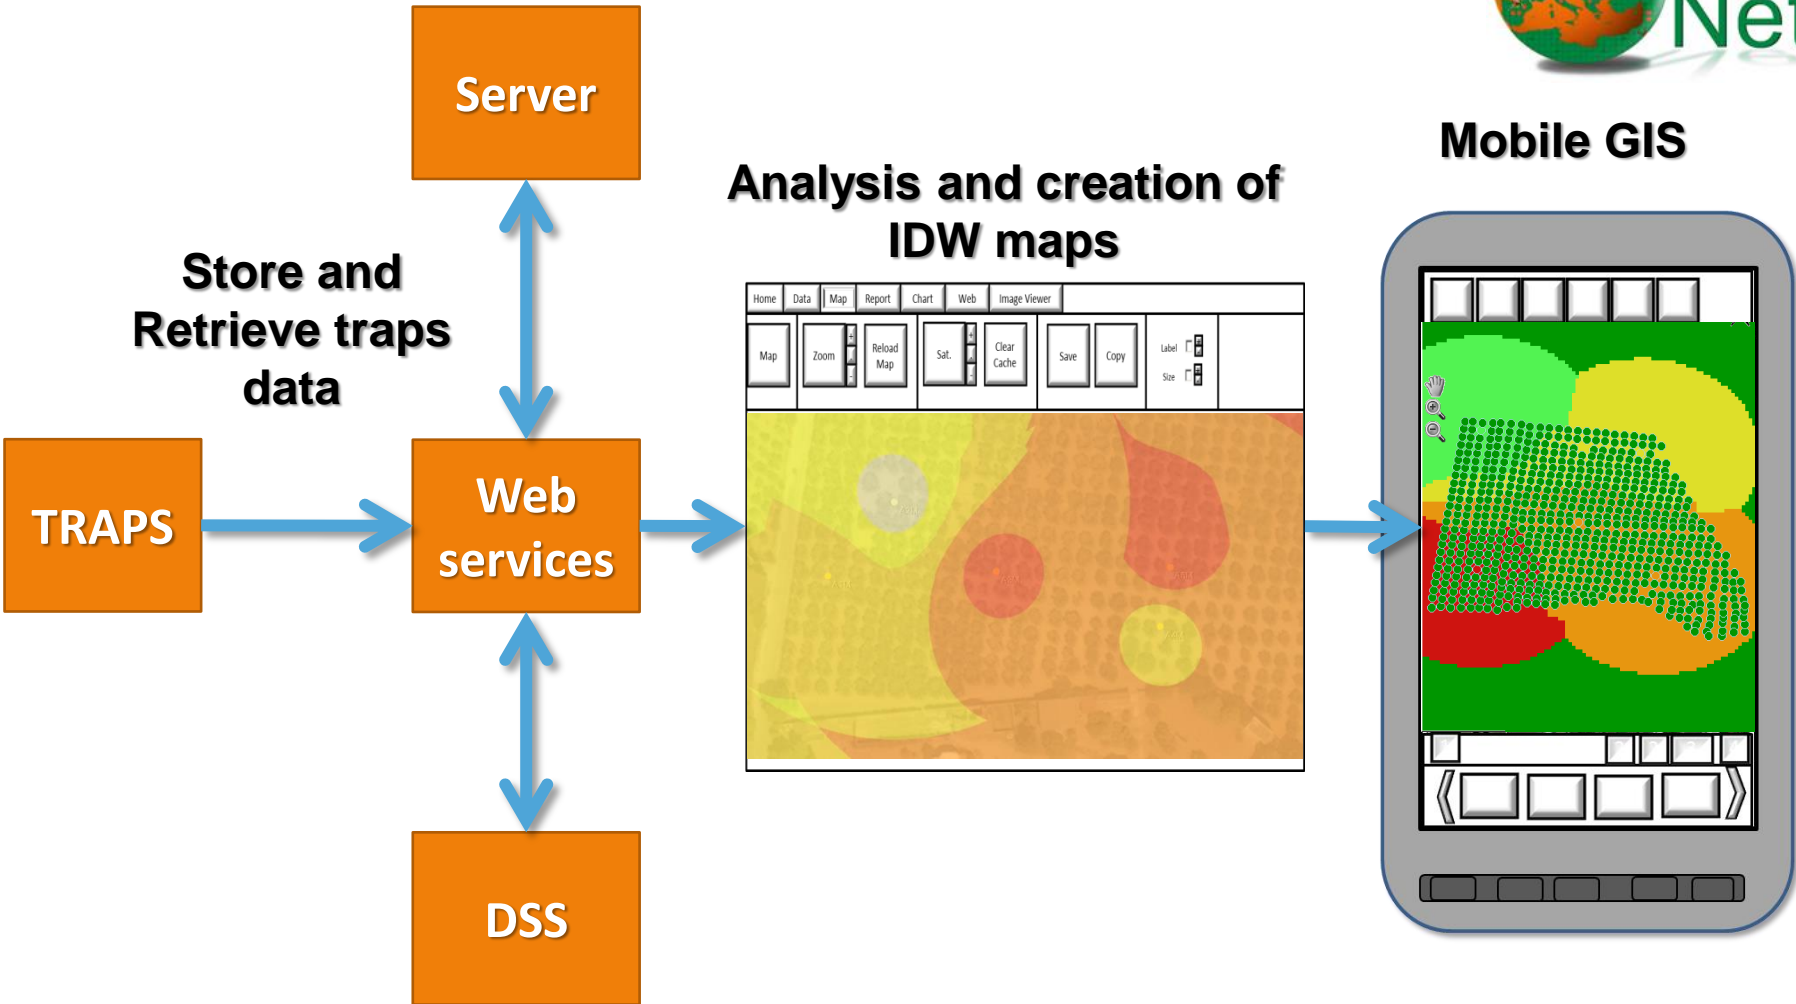 Net
Server
Mobile GIS
Analysis and creation of
IDW maps
Store and
Retrieve traps
data
Home Data Map Report Chart Web Image Viewer
Map Zoom Reload Map Sat. Clear Cache Save Copy Label Size
TRAPS
Web
services
DSS